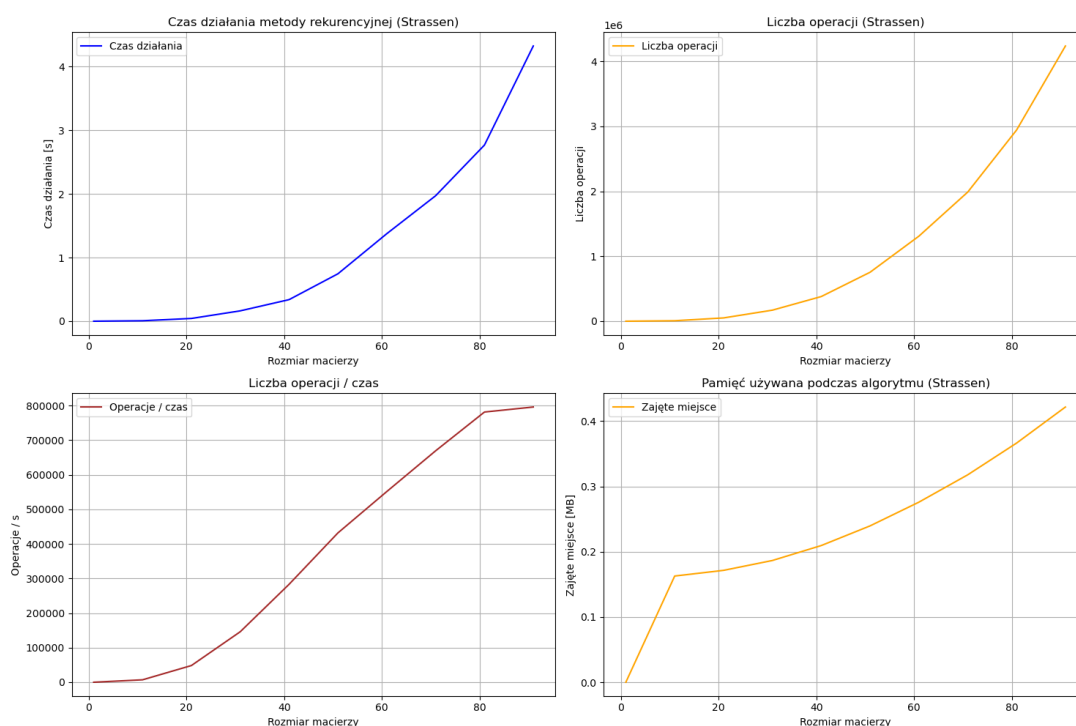 Czas działania metody rekurencyjnej (Strassen)
Czas działania
Czas działania [s]
4
3
2
1
0
0 20 40 60 80
Rozmiar macierzy
Liczba operacji (Strassen)
1e6
Liczba operacji
Liczba operacji
4
3
2
1
0
0 20 40 60 80
Rozmiar macierzy
Liczba operacji / czas
Operacje / czas
Operacje / s
800000
700000
600000
500000
400000
300000
200000
100000
0
0 20 40 60 80
Rozmiar macierzy
Pamięć używana podczas algorytmu (Strassen)
Zajęte miejsce
Zajęte miejsce [MB]
0.4
0.3
0.2
0.1
0.0
0 20 40 60 80
Rozmiar macierzy